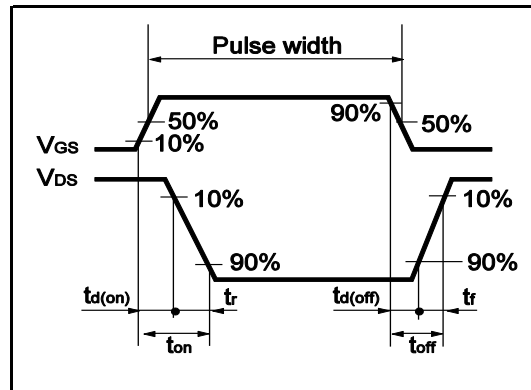 Pulse width
90%
50%
50%
10%
VGS
VDS
10%
10%
90%
90%
td(on)
tr
td(off)
tf
ton
toff